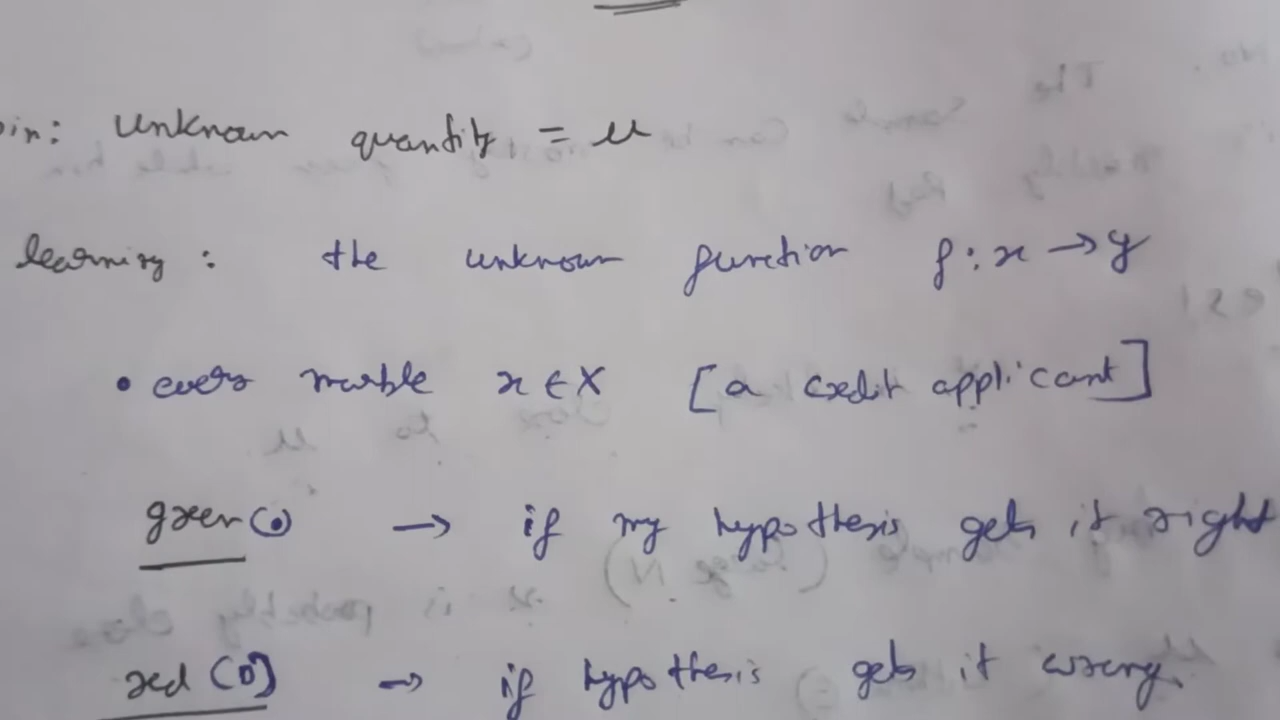 in: Unknown quantity = μ
learning : the unknown function f : x → y
• every marble x ∈ X [a credit applicant]
green (•) → if my hypothesis gets it right
red (0) → if hypothesis gets it wrong.